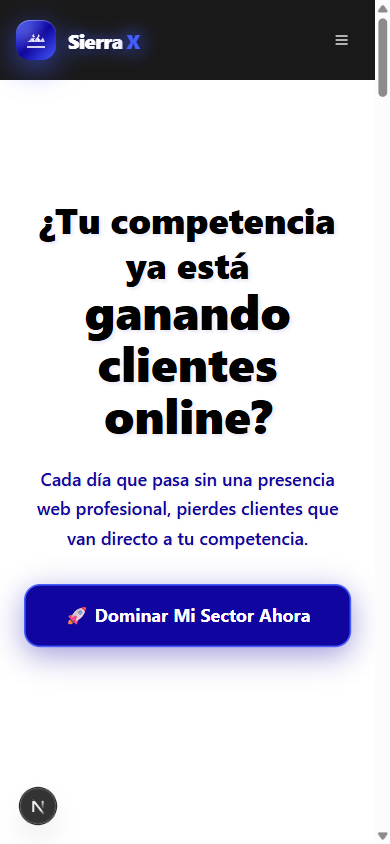 Sierra X
¿Tu competencia
ya está
ganando
clientes
online?
Cada día que pasa sin una presencia
web profesional, pierdes clientes que
van directo a tu competencia.
🚀 Dominar Mi Sector Ahora
N